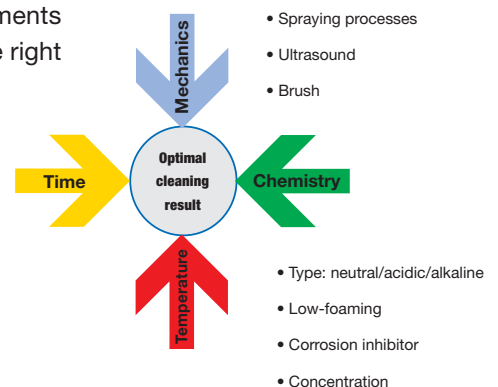 ments
e right
Mechanics
• Spraying processes
• Ultrasound
• Brush
Time
Optimal
cleaning
result
Chemistry
Temperature
• Type: neutral/acidic/alkaline
• Low-foaming
• Corrosion inhibitor
• Concentration